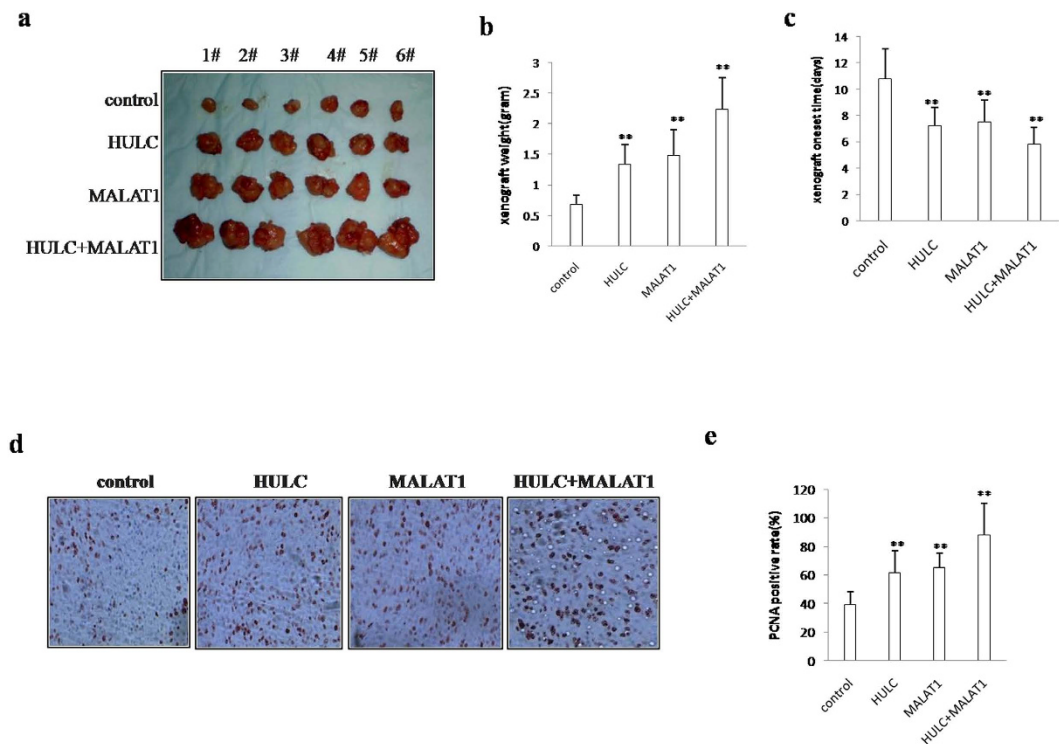 a
1# 2# 3# 4# 5# 6#
control
HULC
MALAT1
HULC+MALAT1
b
xenograft weight(gram)
3
2.5
2
1.5
1
0.5
0
**
**
**
control
HULC
MALAT1
HULC+MALAT1
c
xenograft oneset time(days)
14
12
10
8
6
4
2
0
**
**
**
control
HULC
MALAT1
HULC+MALAT1
d
control HULC MALAT1 HULC+MALAT1
e
PCNA positive rate(%)
120
100
80
60
40
20
0
**
**
**
control
HULC
MALAT1
HULC+MALAT1